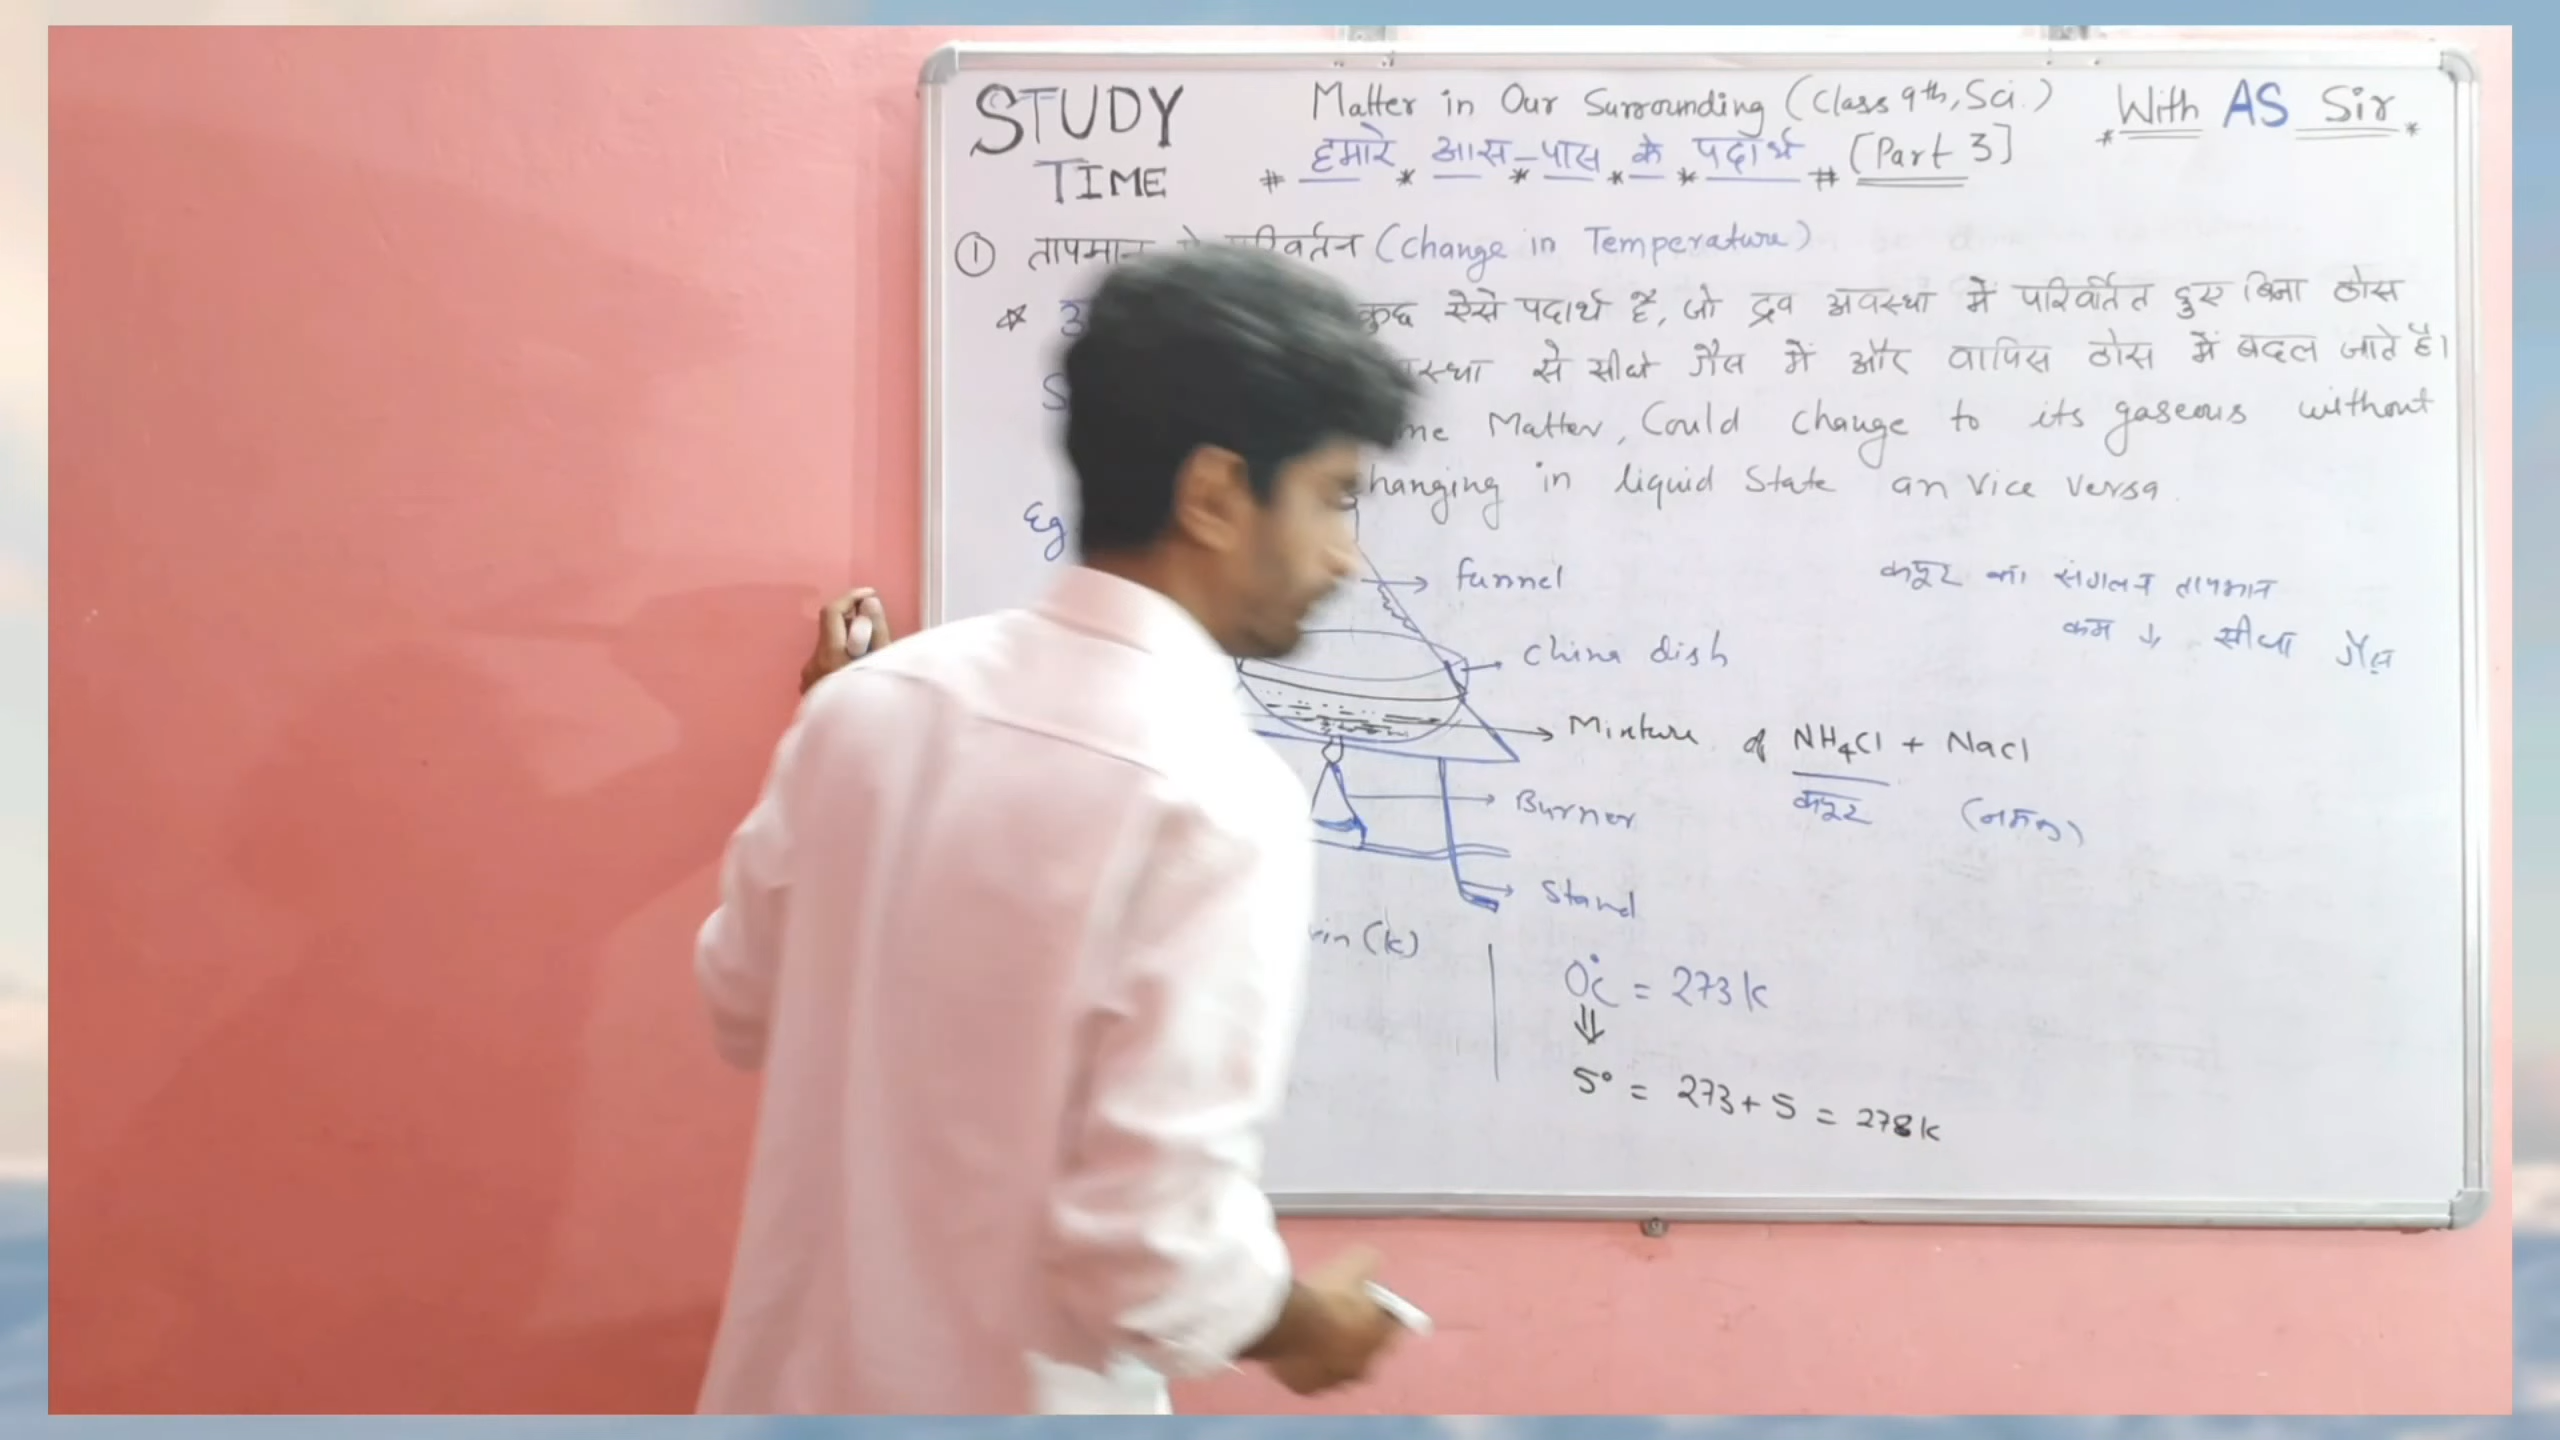 STUDY
TIME
Matter in Our Surrounding (Class 9th, Sci.)
With AS Sir
# हमारे * आस - पास * के * पदार्थ # [Part 3]
① तापमान परिवर्तन (Change in Temperature)
कुछ ऐसे पदार्थ हैं, जो द्रव अवस्था में परिवर्तित हुए बिना ठोस
से सीधे गैस में और वापिस ठोस में बदल जाते हैं।
Matter, Could Change to its gaseous without
hanging in liquid State an vice versa.
Eg
funnel
China dish
Mixture of NH4Cl + NaCl
कपूर (नमक)
Burner
Stand
कपूर का संगलन तापमान
कम ↓ सीधा गैस
vin (k)
0°C = 273 k
⇓
5° = 273 + 5 = 278 k